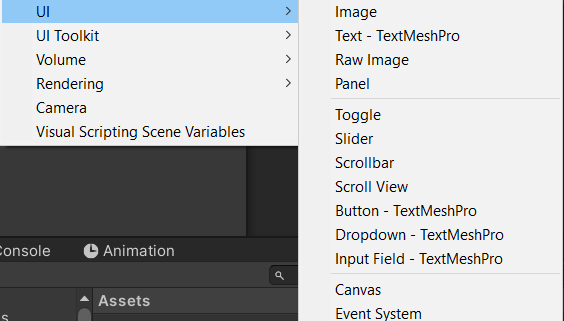 UI
UI Toolkit
Volume
Rendering
Camera
Visual Scripting Scene Variables
Image
Text - TextMeshPro
Raw Image
Panel
Toggle
Slider
Scrollbar
Scroll View
Button - TextMeshPro
Dropdown - TextMeshPro
Input Field - TextMeshPro
Canvas
Event System
Console
Animation
Assets